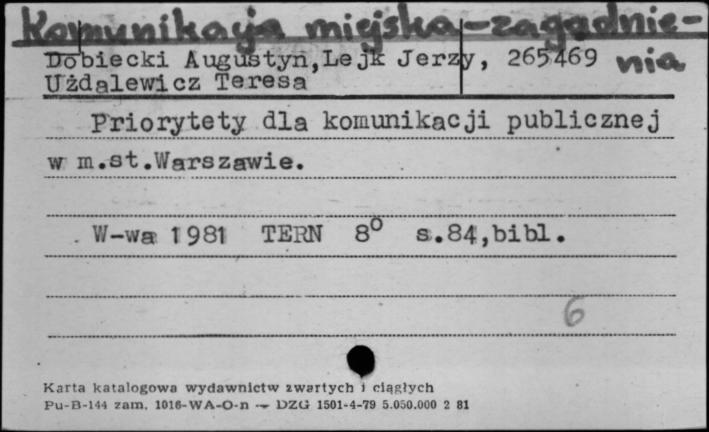 Komunikacja miejska-zagadnie-
nia
Dobiecki Augustyn,Lejk Jerzy, 265469
Użdalewicz Teresa
Priorytety dla komunikacji publicznej
w m.st.Warszawie.
W-wa 1981 TERN 8° s.84,bibl.
6
Karta katalogowa wydawnictw zwartych i ciągłych
Pu-B-144 zam. 1016-WA-O-n — DZG 1501-4-79 5.050.000 2 81